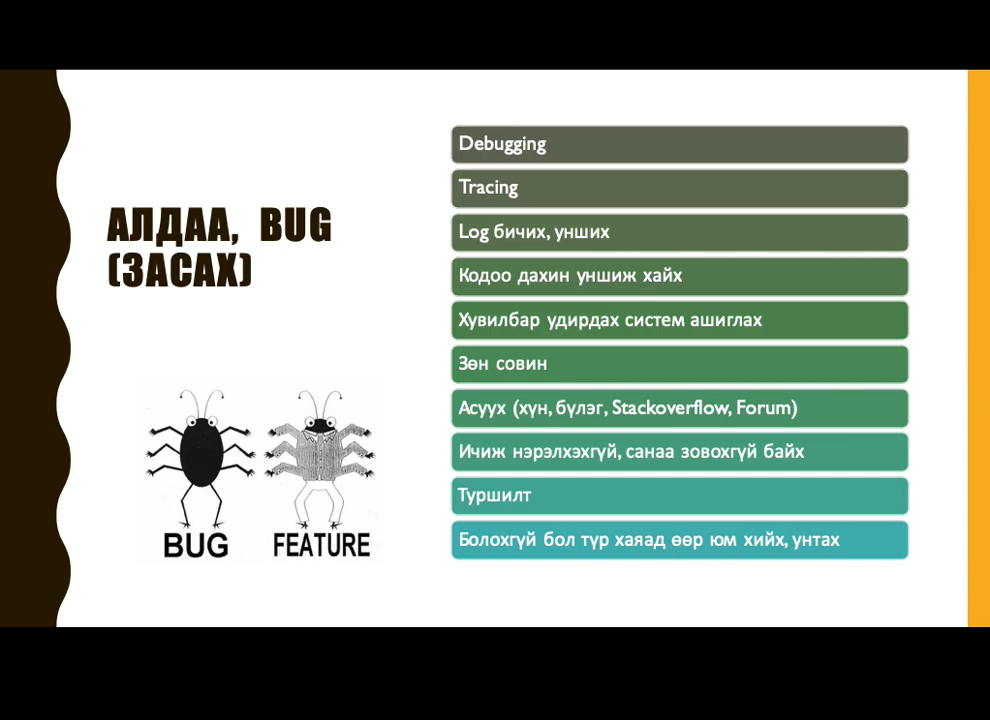 АЛДАА, BUG
(ЗАСАХ)
BUG
FEATURE
Debugging
Tracing
Log бичих, унших
Кодоо дахин уншиж хайх
Хувилбар удирдах систем ашиглах
Зөн совин
Асуух (хүн, бүлэг, Stackoverflow, Forum)
Ичиж нэрэлхэхгүй, санаа зовохгүй байх
Туршилт
Болохгүй бол түр хаяад өөр юм хийх, унтах